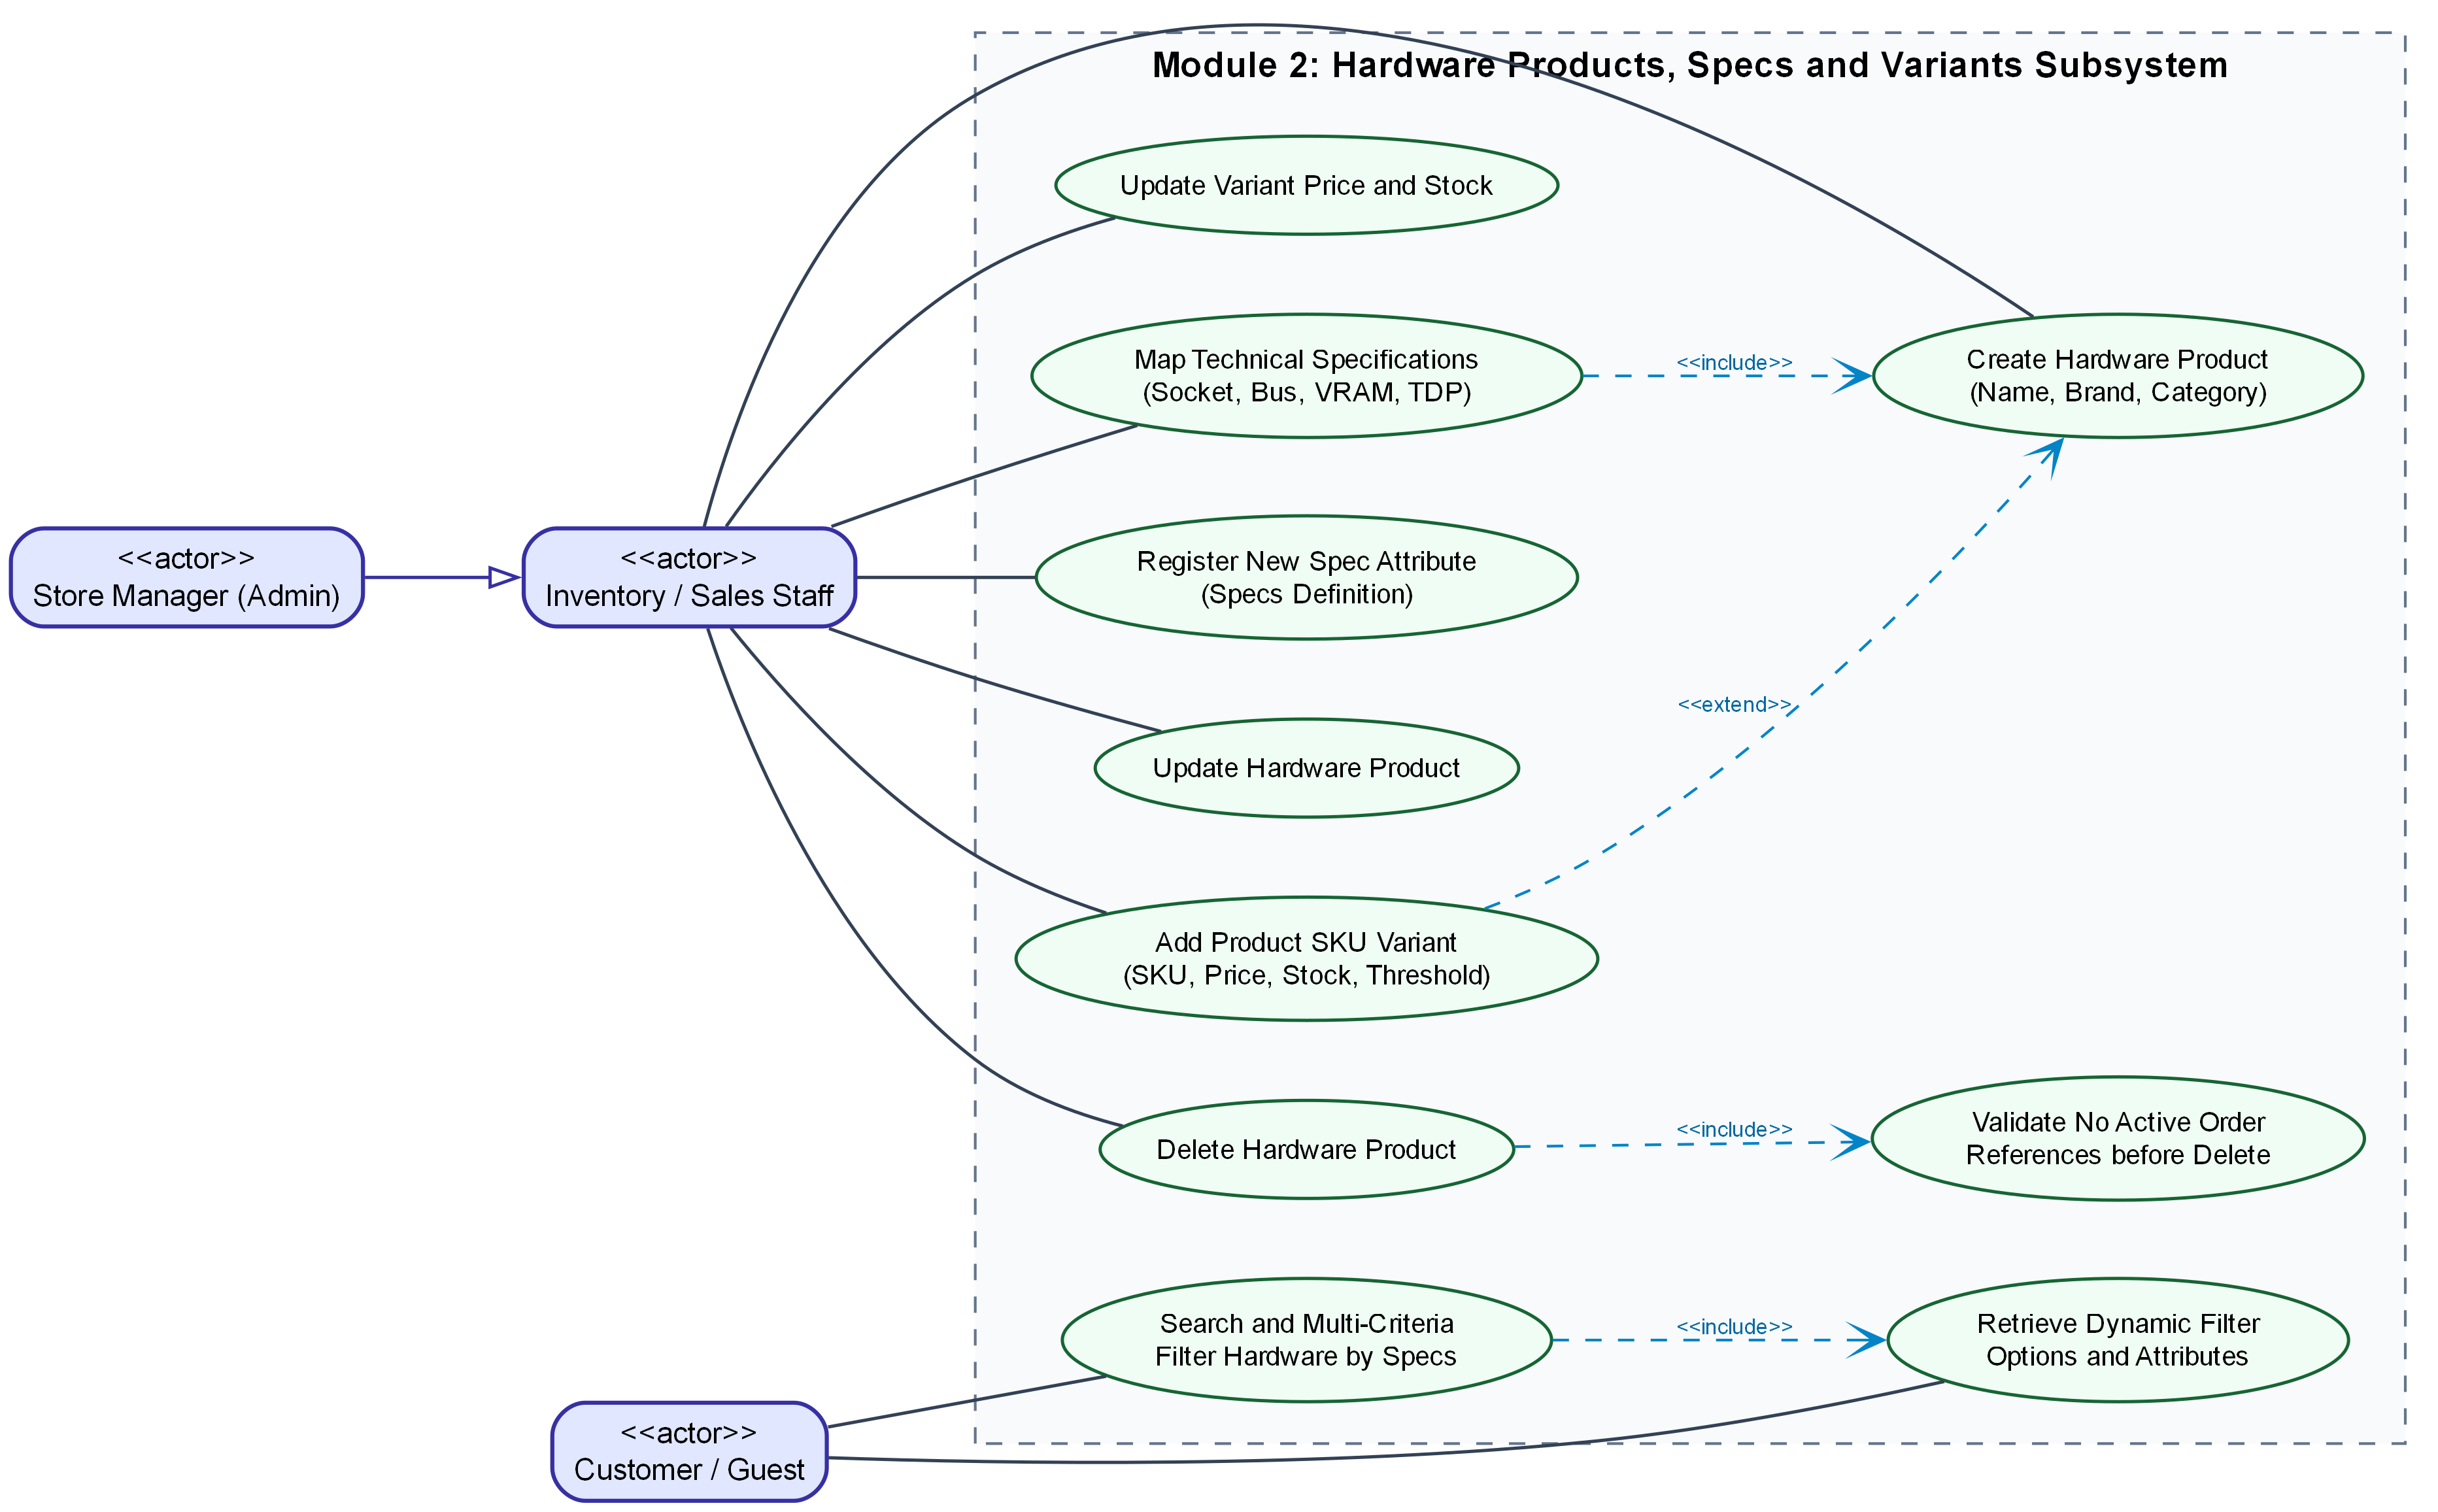 Module 2: Hardware Products, Specs and Variants Subsystem
Update Variant Price and Stock
Map Technical Specifications
(Socket, Bus, VRAM, TDP)
<<include>>
Create Hardware Product
(Name, Brand, Category)
<<actor>>
Store Manager (Admin)
<<actor>>
Inventory / Sales Staff
Register New Spec Attribute
(Specs Definition)
<<extend>>
Update Hardware Product
Add Product SKU Variant
(SKU, Price, Stock, Threshold)
Delete Hardware Product
<<include>>
Validate No Active Order
References before Delete
Search and Multi-Criteria
Filter Hardware by Specs
<<include>>
Retrieve Dynamic Filter
Options and Attributes
<<actor>>
Customer / Guest